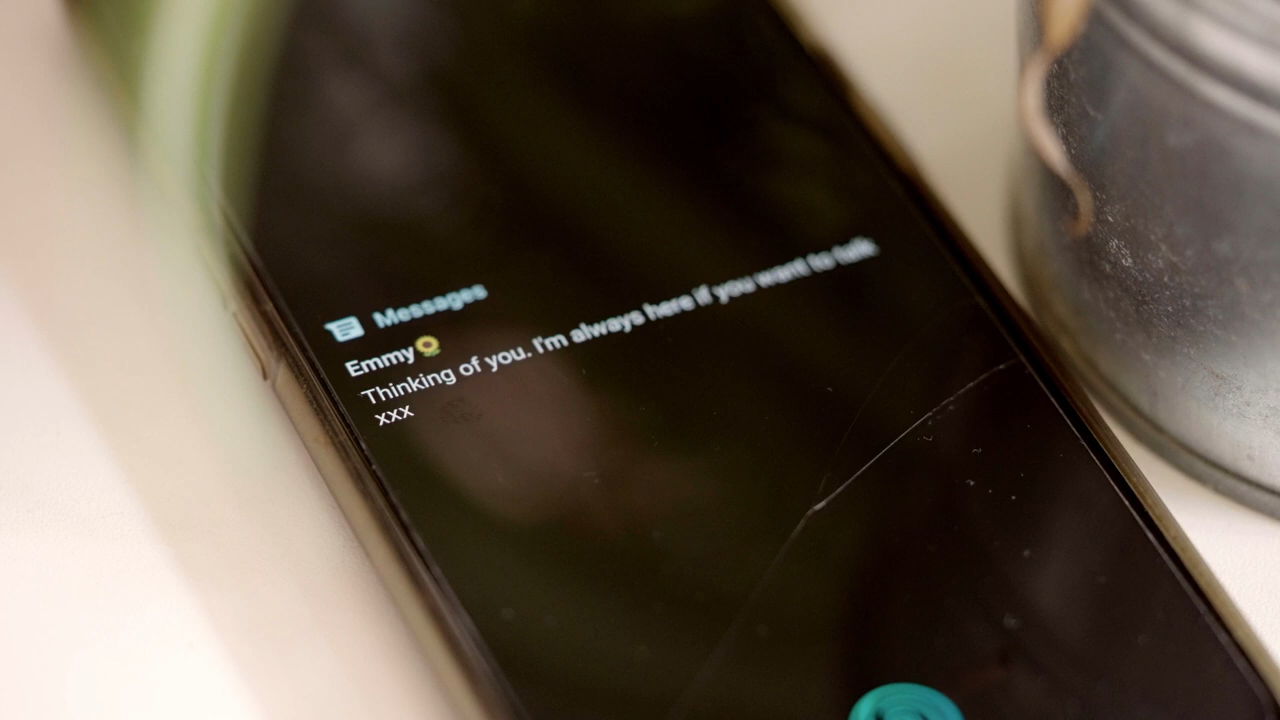 Messages
Emmy🌻
Thinking of you. I'm always here if you want to talk
xxx